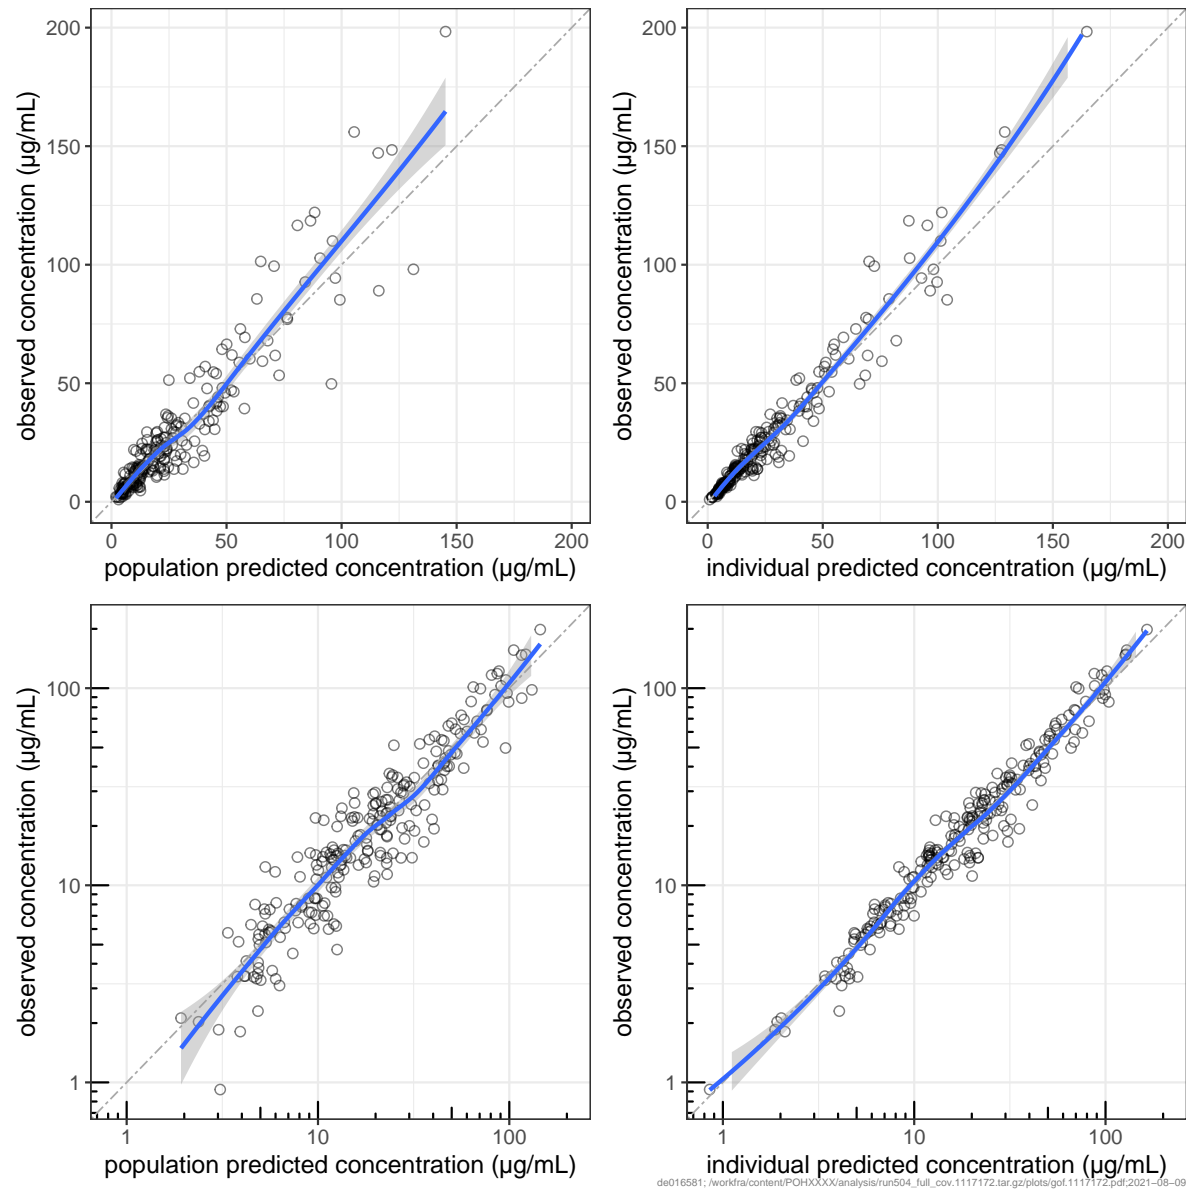 200
150
100
50
0
observed concentration (µg/mL)
0 50 100 150 200
population predicted concentration (µg/mL)
200
150
100
50
0
observed concentration (µg/mL)
0 50 100 150 200
individual predicted concentration (µg/mL)
100
10
1
observed concentration (µg/mL)
1 10 100
population predicted concentration (µg/mL)
100
10
1
observed concentration (µg/mL)
1 10 100
individual predicted concentration (µg/mL)
de016581; /workfra/content/POHXXXX/analysis/run504_full_cov.1117172.tar.gz/plots/gof.1117172.pdf;2021−08−09